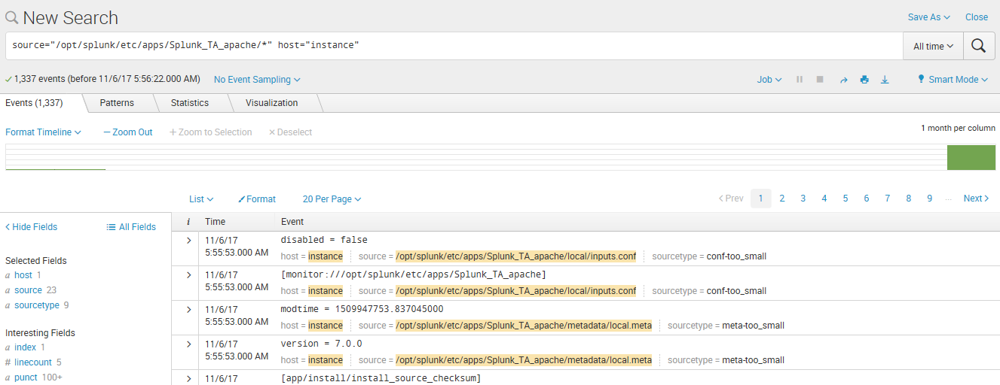 New Search
Save As
Close
source="/opt/splunk/etc/apps/Splunk_TA_apache/*" host="instance"
All time
1,337 events (before 11/6/17 5:56:22.000 AM)
No Event Sampling
Job
Smart Mode
Events (1,337)
Patterns
Statistics
Visualization
Format Timeline
— Zoom Out
+ Zoom to Selection
× Deselect
1 month per column
List
Format
20 Per Page
< Prev 1 2 3 4 5 6 7 8 9 ... Next >
< Hide Fields
All Fields
Selected Fields
a host 1
a source 23
a sourcetype 9
Interesting Fields
a index 1
# linecount 5
a punct 100+
i Time Event
> 11/6/17
5:55:53.000 AM
disabled = false
host = instance source = /opt/splunk/etc/apps/Splunk_TA_apache/local/inputs.conf sourcetype = conf-too_small
> 11/6/17
5:55:53.000 AM
[monitor:///opt/splunk/etc/apps/Splunk_TA_apache]
host = instance source = /opt/splunk/etc/apps/Splunk_TA_apache/local/inputs.conf sourcetype = conf-too_small
> 11/6/17
5:55:53.000 AM
modtime = 1509947753.837045000
host = instance source = /opt/splunk/etc/apps/Splunk_TA_apache/metadata/local.meta sourcetype = meta-too_small
> 11/6/17
5:55:53.000 AM
version = 7.0.0
host = instance source = /opt/splunk/etc/apps/Splunk_TA_apache/metadata/local.meta sourcetype = meta-too_small
> 11/6/17
[app/install/install_source_checksum]